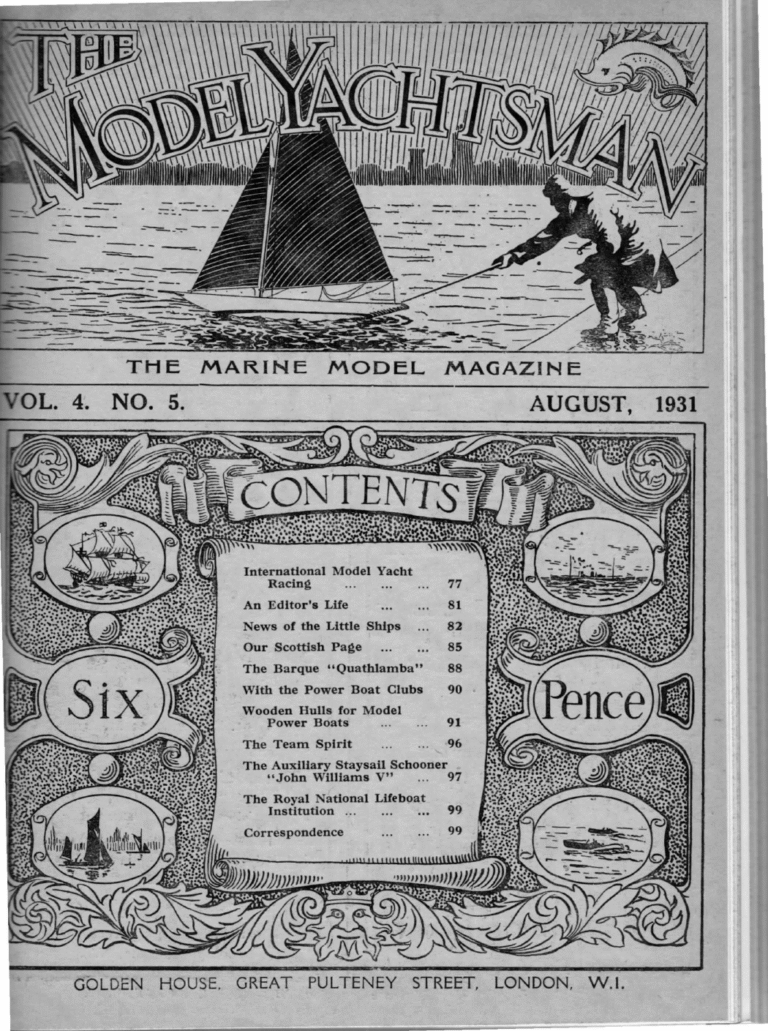 THE
MODEL YACHTSMAN
THE MARINE MODEL MAGAZINE
VOL. 4. NO. 5. AUGUST, 1931
CONTENTS
International Model Yacht
Racing ... ... ... 77
An Editor's Life ... ... 81
News of the Little Ships ... 82
Our Scottish Page ... ... 85
The Barque "Quathlamba" 88
With the Power Boat Clubs 90
Wooden Hulls for Model
Power Boats ... ... 91
The Team Spirit ... ... 96
The Auxiliary Staysail Schooner
"John Williams V" ... 97
The Royal National Lifeboat
Institution ... ... ... 99
Correspondence ... ... 99
Six Pence
M
GOLDEN HOUSE. GREAT PULTENEY STREET, LONDON, W.1.